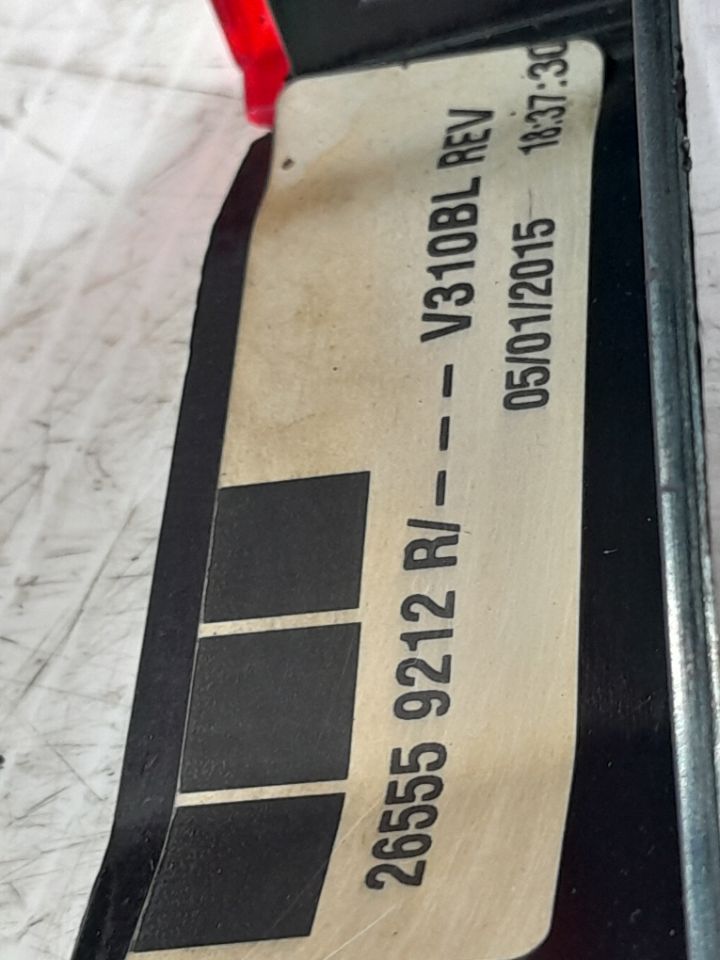 26555 9212 R/---- V310BL REV
05/01/2015 18:37:30